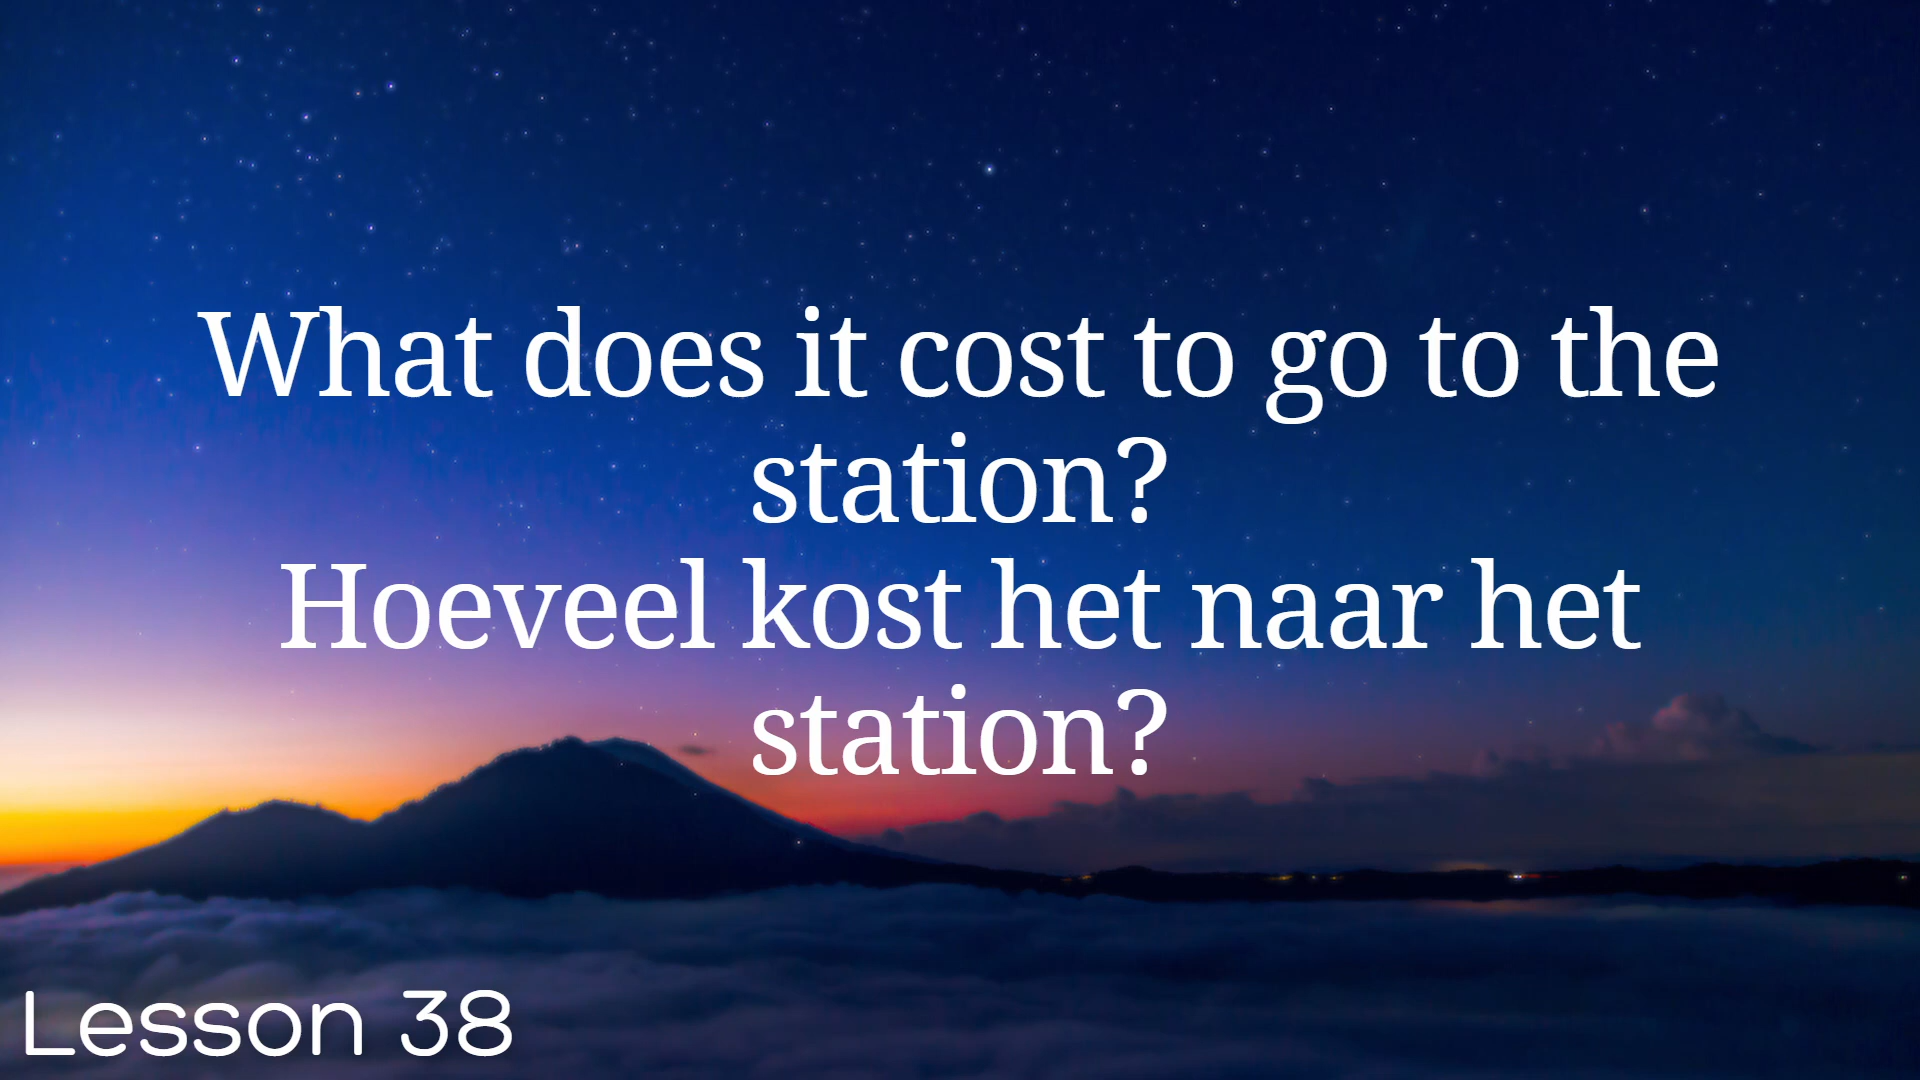 What does it cost to go to the
station?
Hoeveel kost het naar het
station?
Lesson 38